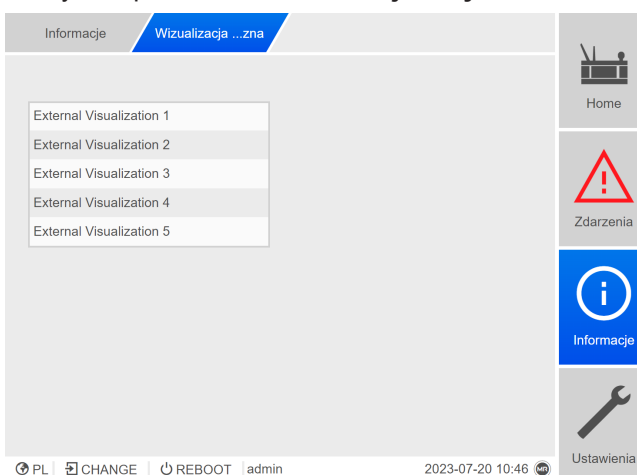 Informacje
Wizualizacja ...zna
External Visualization 1
External Visualization 2
External Visualization 3
External Visualization 4
External Visualization 5
Home
Zdarzenia
Informacje
Ustawienia
PL CHANGE REBOOT admin 2023-07-20 10:46 MR